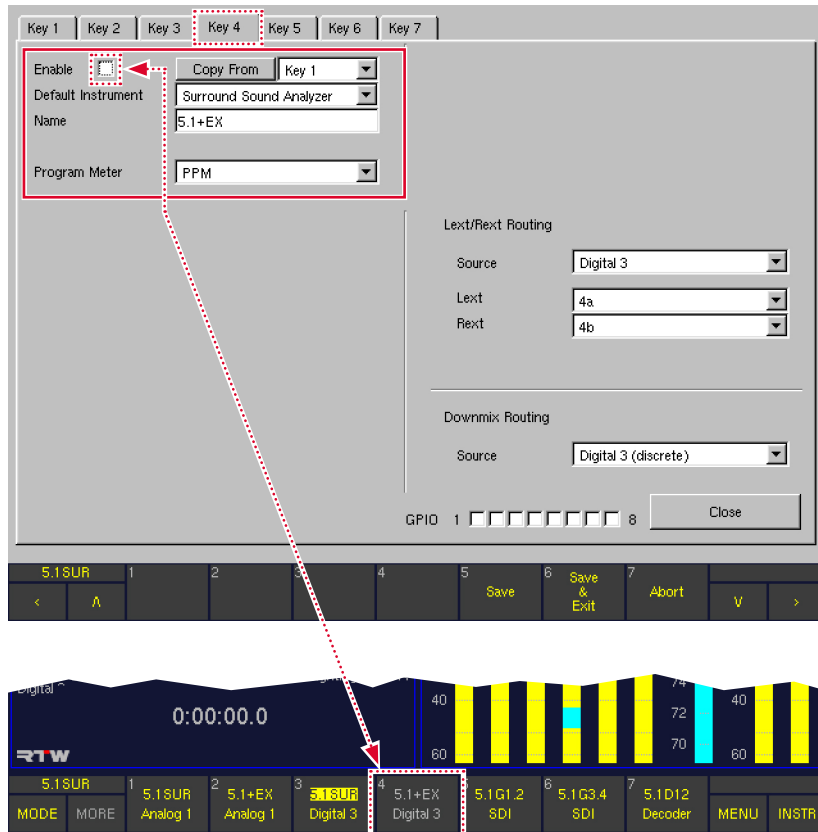 Key 1 Key 2 Key 3 Key 4 Key 5 Key 6 Key 7
Enable Copy From Key 1
Default Instrument Surround Sound Analyzer
Name 5.1+EX
Program Meter PPM
Lext/Rext Routing
Source Digital 3
Lext 4a
Rext 4b
Downmix Routing
Source Digital 3 (discrete)
GPIO 1 8 Close
5.1SUR 1 2 3 4 5 6 7
< Λ Save Save & Exit Abort V >
Digital
40 74 40
0:00:00.0 72
RTW 60 70 60
5.1SUR 1 2 3 4 5 6 7
5.1SUR 5.1+EX 5.1SUR 5.1+EX 5.1G1.2 5.1G3.4 5.1D12
MODE MORE Analog 1 Analog 1 Digital 3 Digital 3 SDI SDI Decoder MENU INSTR